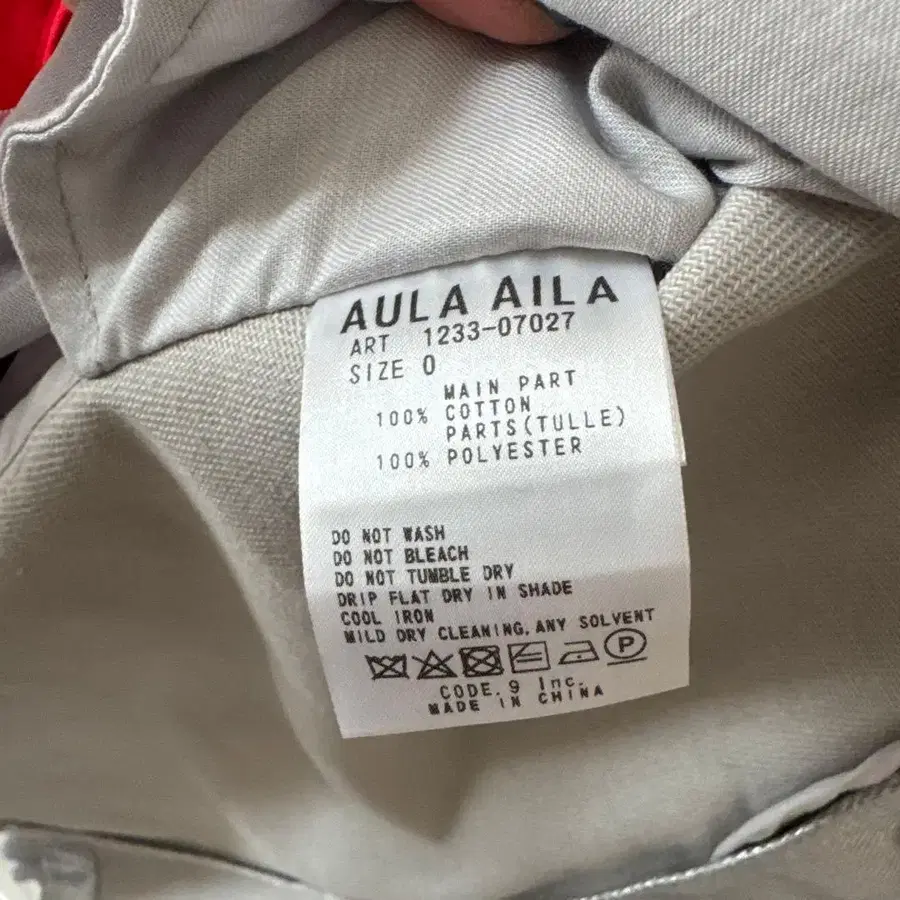 AULA AILA
ART 1233-07027
SIZE 0
MAIN PART
100% COTTON
PARTS(TULLE)
100% POLYESTER
DO NOT WASH
DO NOT BLEACH
DO NOT TUMBLE DRY
DRIP FLAT DRY IN SHADE
COOL IRON
MILD DRY CLEANING, ANY SOLVENT
P
CODE.9 Inc.
MADE IN CHINA